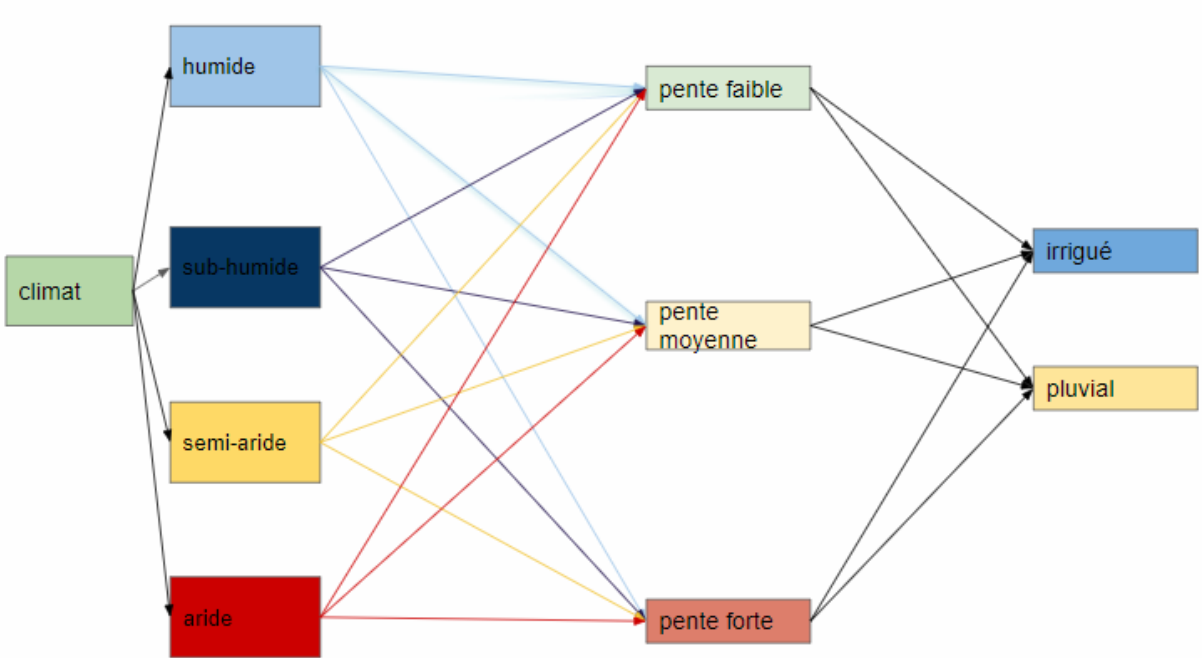 climat
humide
sub-humide
semi-aride
aride
pente faible
pente
moyenne
pente forte
irrigué
pluvial